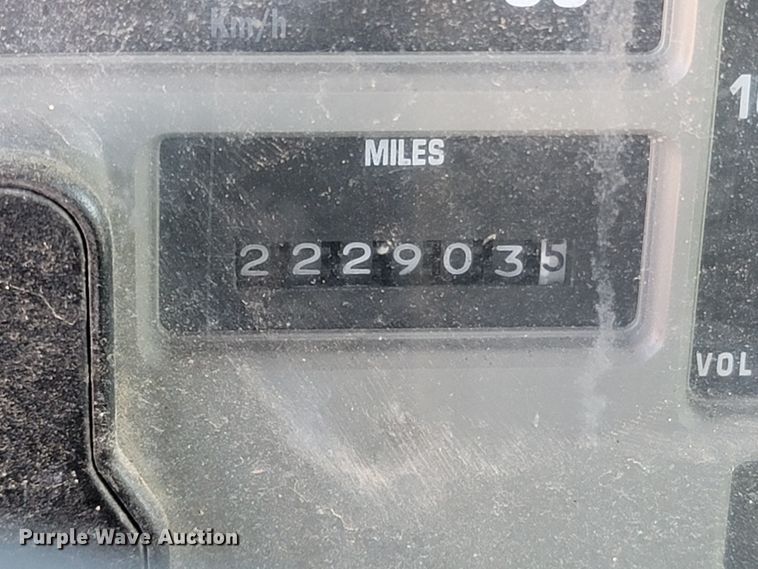 Km/h
MILES
2229035
VOL
Purple Wave Auction